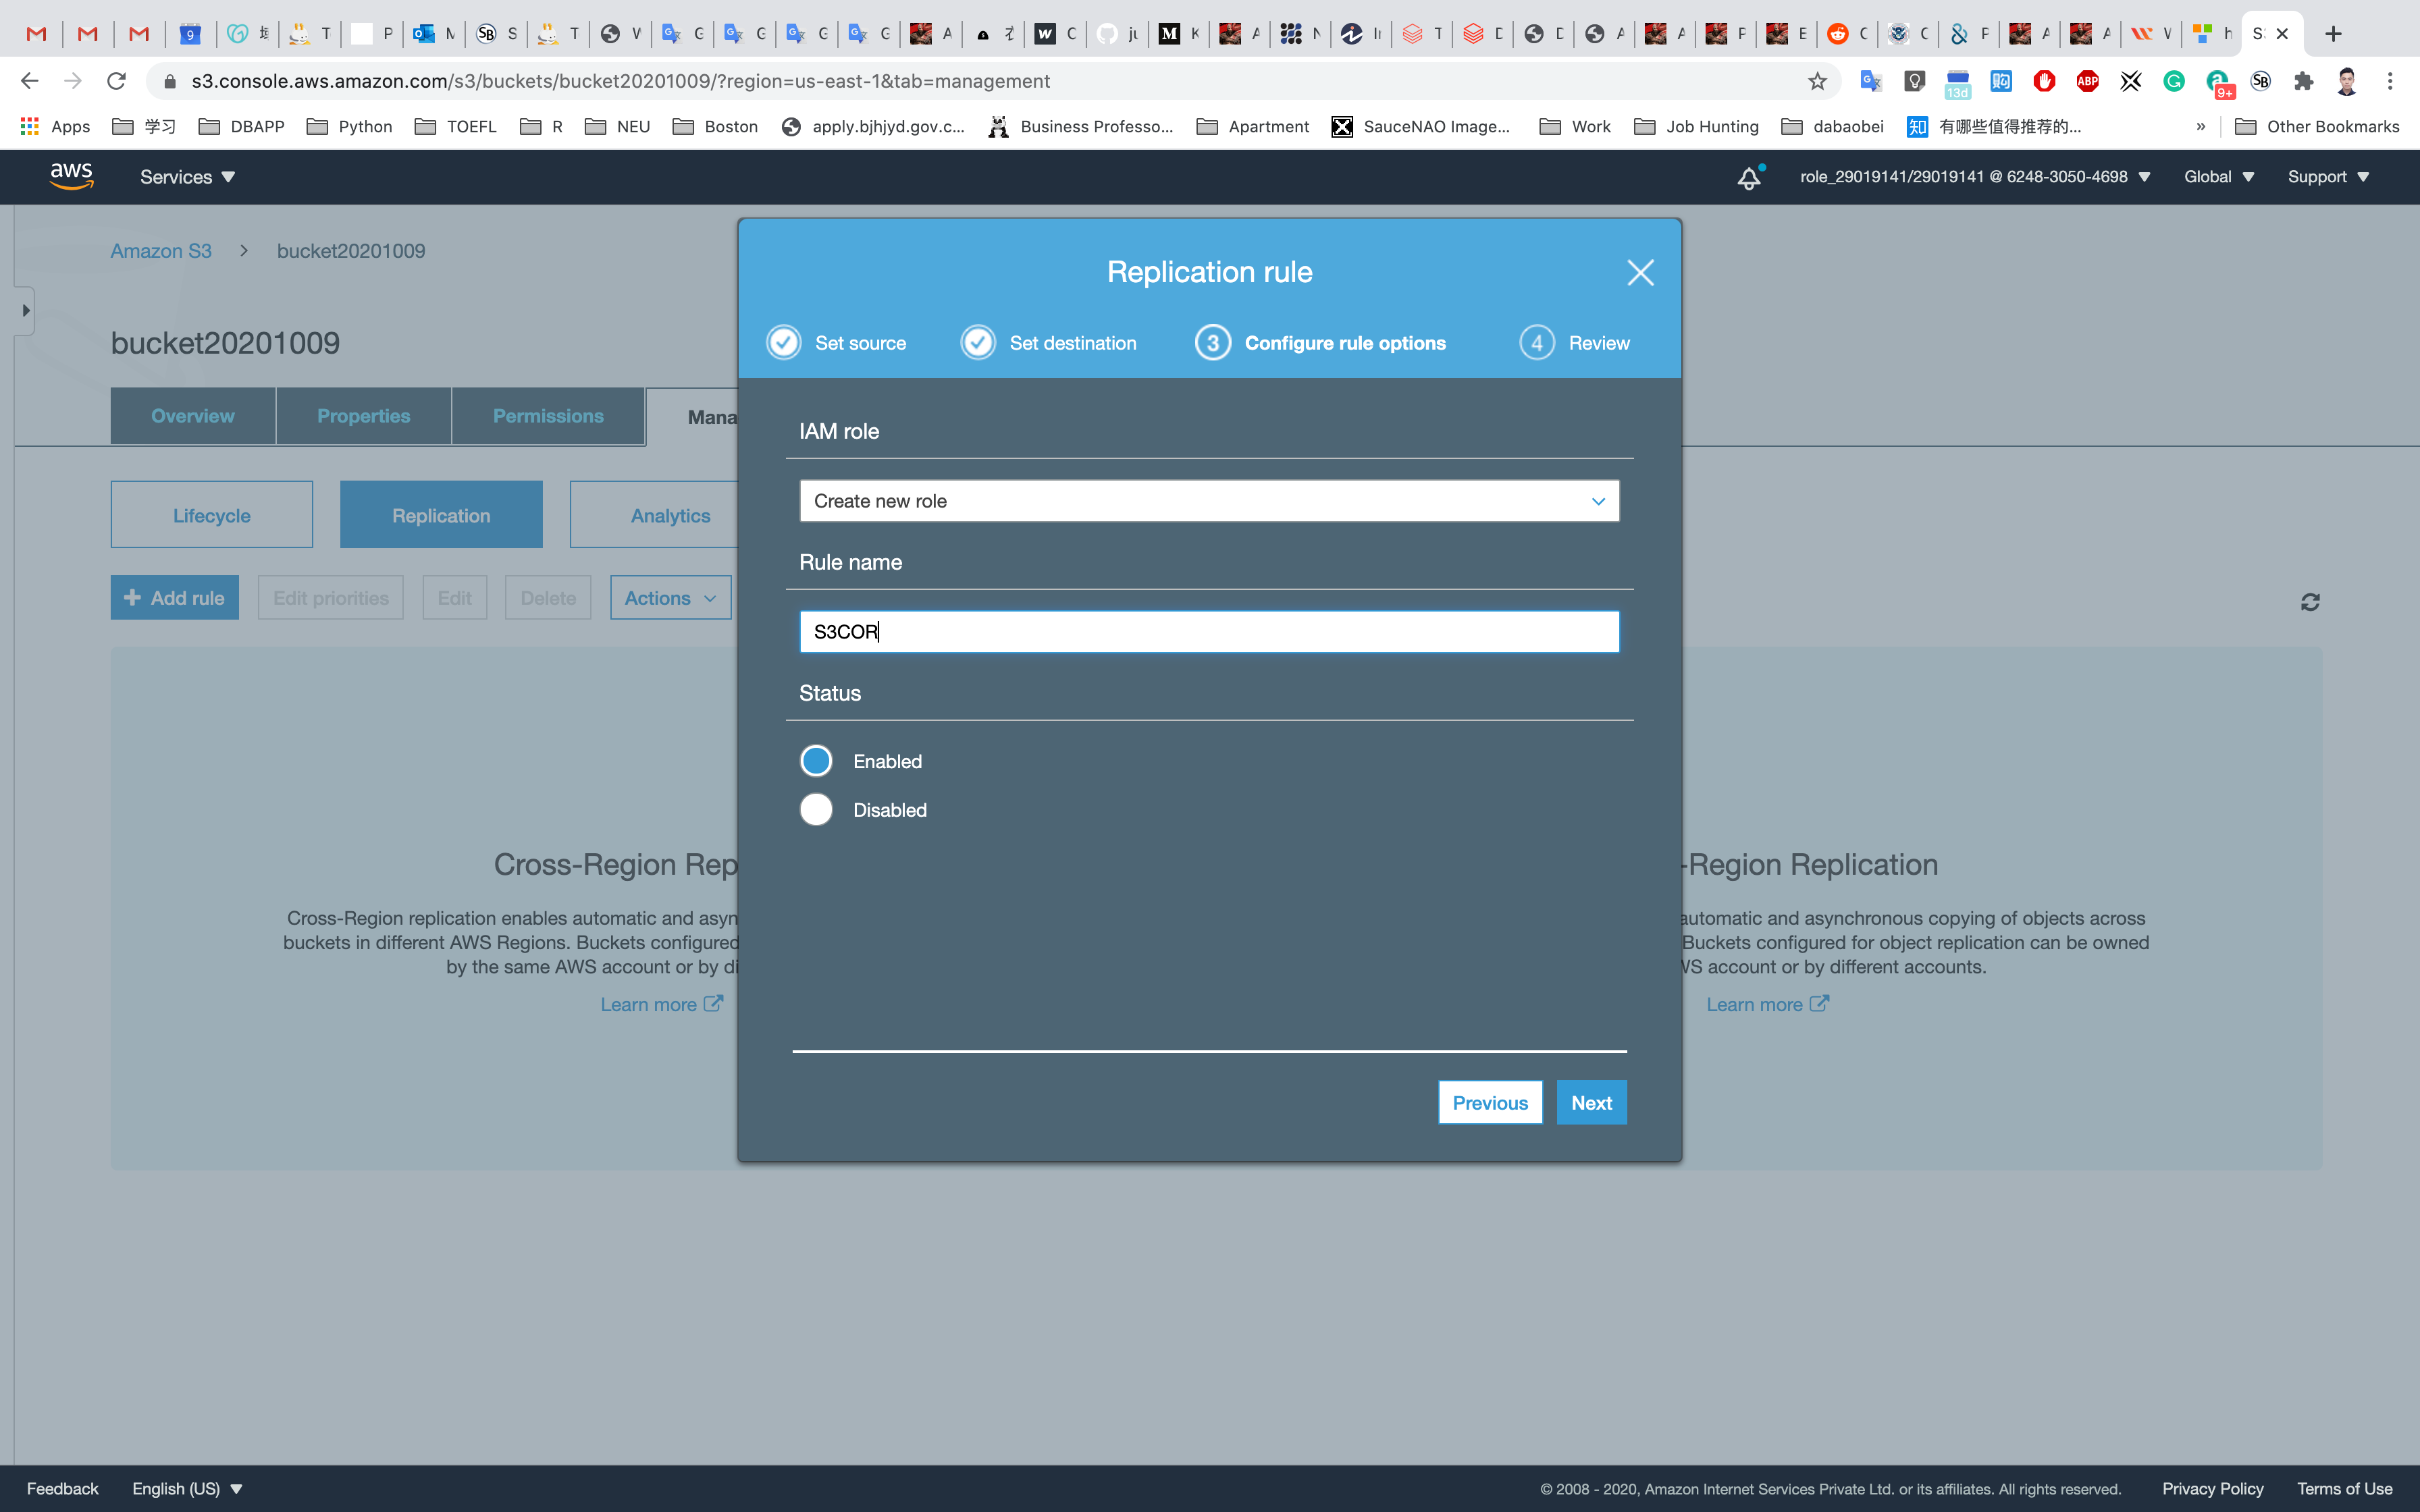 s3.console.aws.amazon.com/s3/buckets/bucket20201009/?region=us-east-1&tab=management
13d
ABP
9+
Apps 学习 DBAPP Python TOEFL R NEU Boston apply.bjhjyd.gov.c... Business Professo... Apartment SauceNAO Image... Work Job Hunting dabaobei 有哪些值得推荐的... » Other Bookmarks
aws Services role_29019141/29019141 @ 6248-3050-4698 Global Support
Amazon S3 > bucket20201009
bucket20201009
Overview Properties Permissions Mana
Lifecycle Replication Analytics
+ Add rule Edit priorities Edit Delete Actions
Cross-Region Rep
Cross-Region replication enables automatic and asyn
buckets in different AWS Regions. Buckets configured
by the same AWS account or by di
Learn more
Replication rule
Set source Set destination 3 Configure rule options 4 Review
IAM role
Create new role
Rule name
S3COR
Status
Enabled
Disabled
Previous Next
-Region Replication
automatic and asynchronous copying of objects across
Buckets configured for object replication can be owned
WS account or by different accounts.
Learn more
Feedback English (US) © 2008 - 2020, Amazon Internet Services Private Ltd. or its affiliates. All rights reserved. Privacy Policy Terms of Use